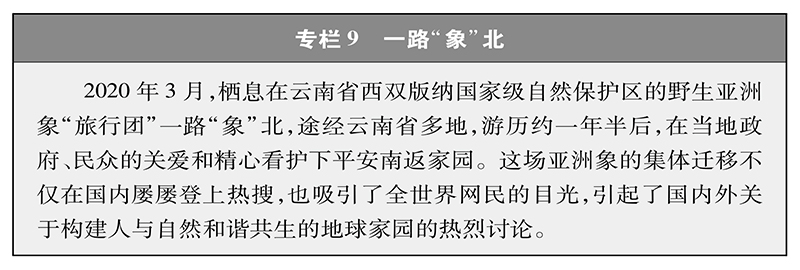 专栏9 一路“象”北
2020年3月,栖息在云南省西双版纳国家级自然保护区的野生亚洲
象“旅行团”一路“象”北,途经云南省多地,游历约一年半后,在当地政
府、民众的关爱和精心看护下平安南返家园。这场亚洲象的集体迁移不
仅在国内屡屡登上热搜,也吸引了全世界网民的目光,引起了国内外关
于构建人与自然和谐共生的地球家园的热烈讨论。